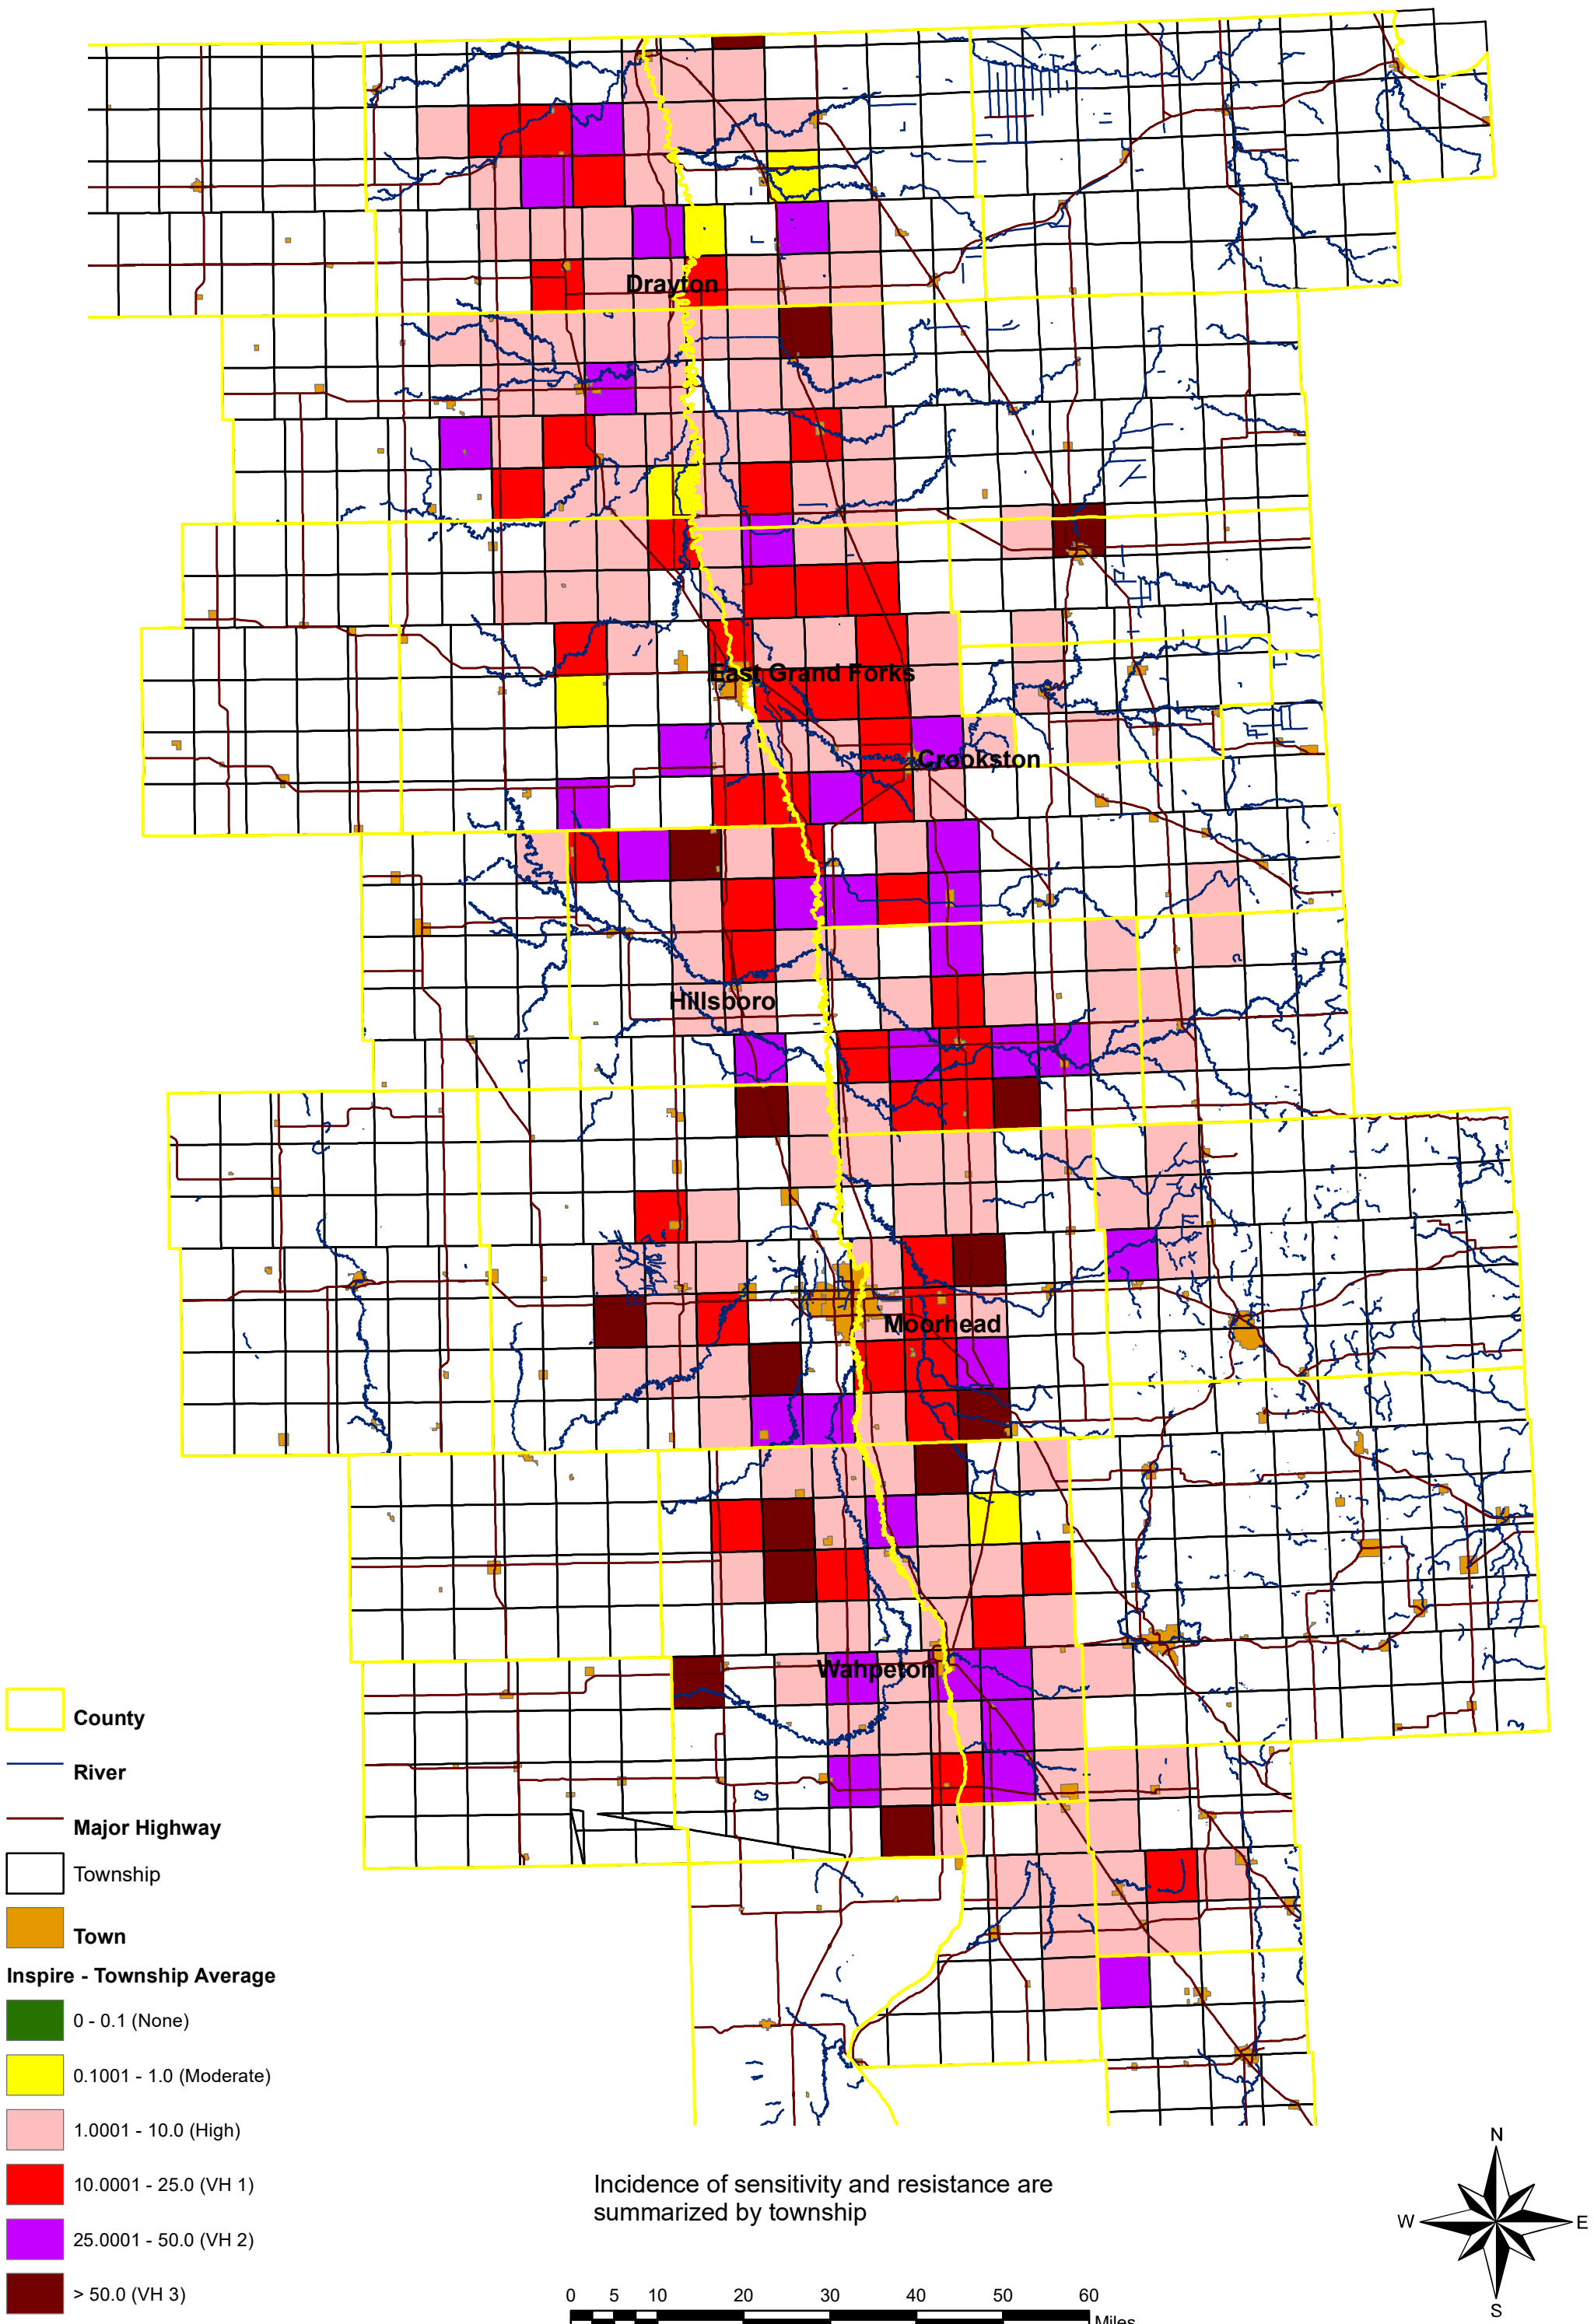 Drayton
East Grand Forks
Crookston
Hillsboro
Moorhead
Wahpeton
County
River
Major Highway
Township
Town
Inspire - Township Average
0 - 0.1 (None)
0.1001 - 1.0 (Moderate)
1.0001 - 10.0 (High)
10.0001 - 25.0 (VH 1)
25.0001 - 50.0 (VH 2)
> 50.0 (VH 3)
Incidence of sensitivity and resistance are
summarized by township
0 5 10 20 30 40 50 60
Miles
N
W E
S